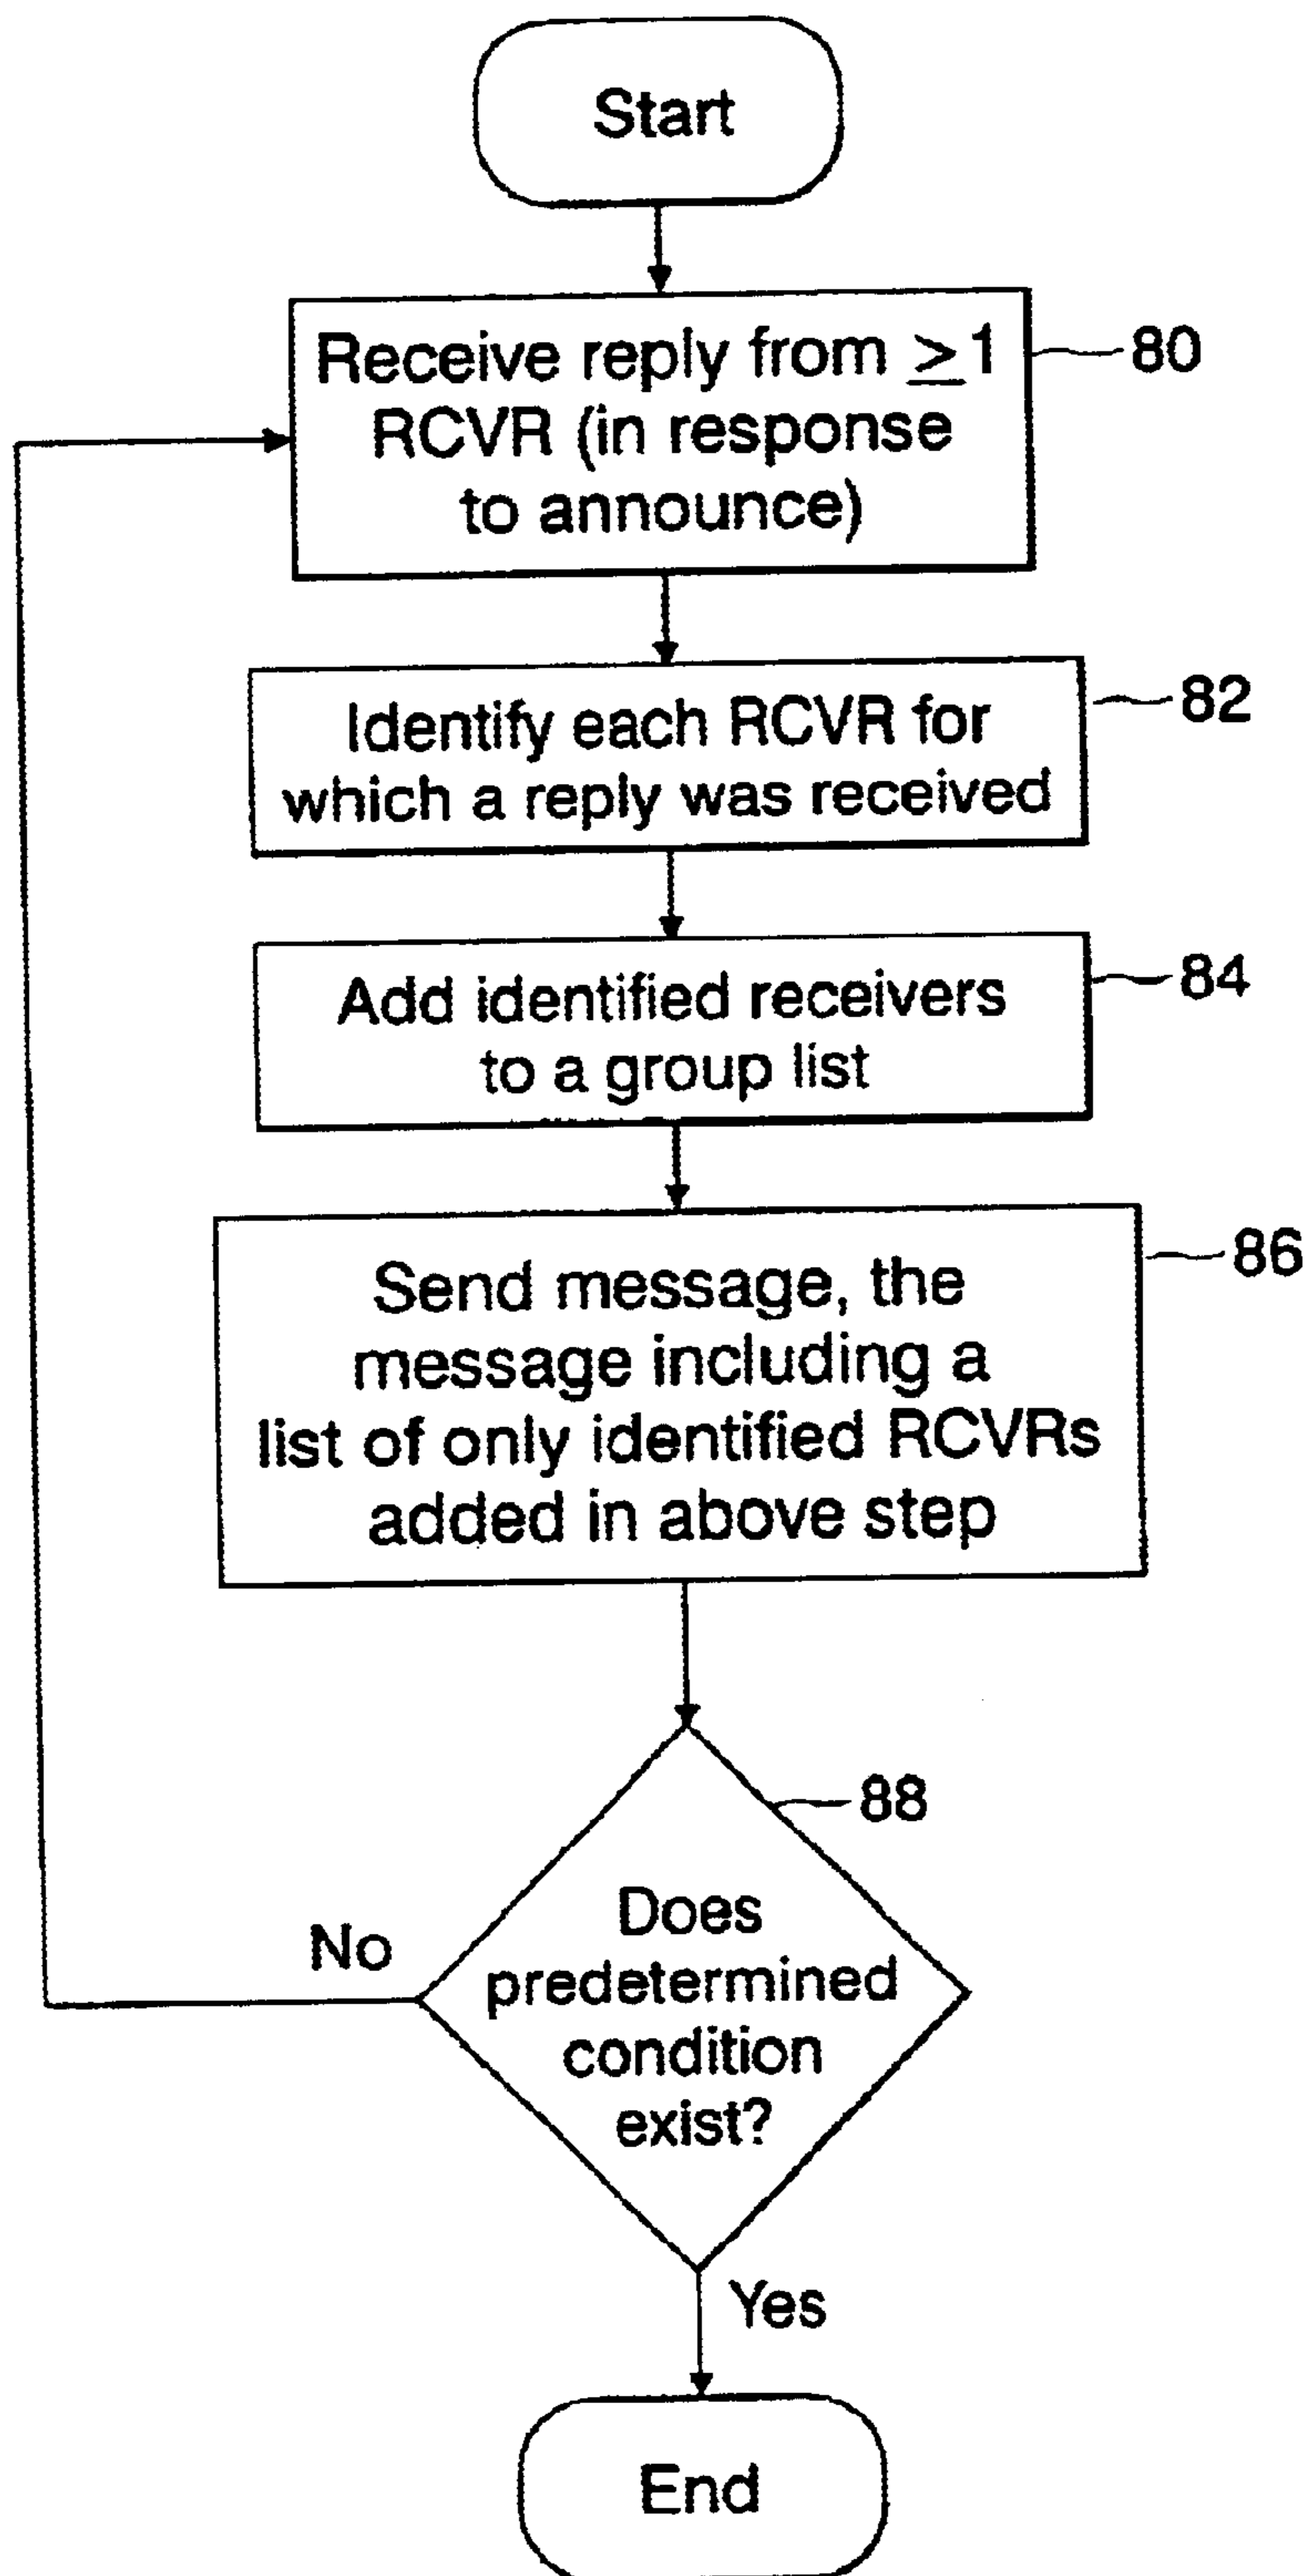 Start
Receive reply from ≥1
RCVR (in response
to announce)
80
Identify each RCVR for
which a reply was received
82
Add identified receivers
to a group list
84
Send message, the
message including a
list of only identified RCVRs
added in above step
86
88
Does
predetermined
condition
exist?
No
Yes
End